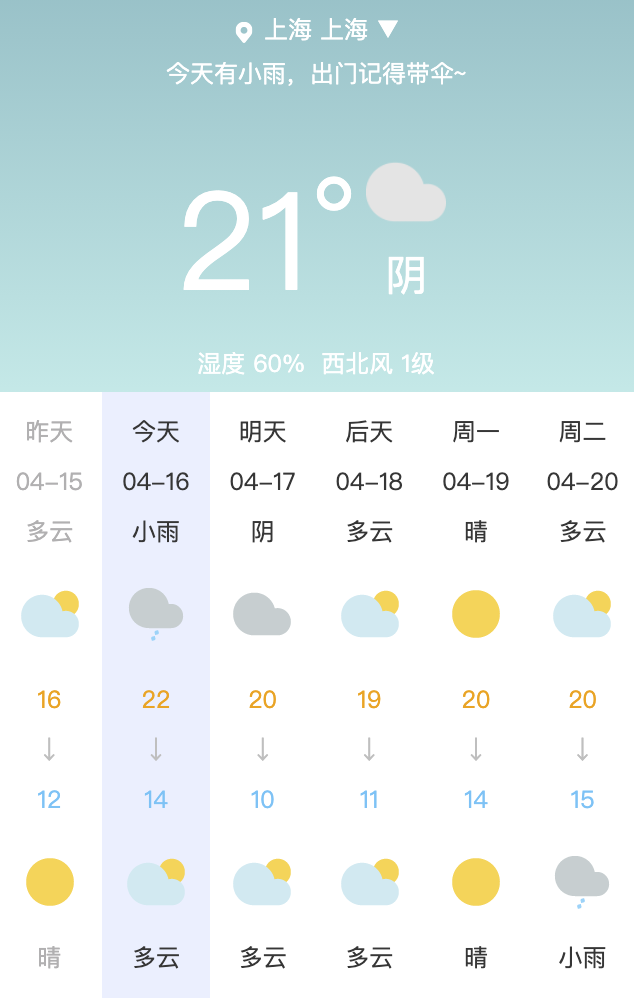 上海 上海
今天有小雨，出门记得带伞~
21°
阴
湿度 60% 西北风 1级
昨天 今天 明天 后天 周一 周二
04-15 04-16 04-17 04-18 04-19 04-20
多云 小雨 阴 多云 晴 多云
16 22 20 19 20 20
↓ ↓ ↓ ↓ ↓ ↓
12 14 10 11 14 15
晴 多云 多云 多云 晴 小雨